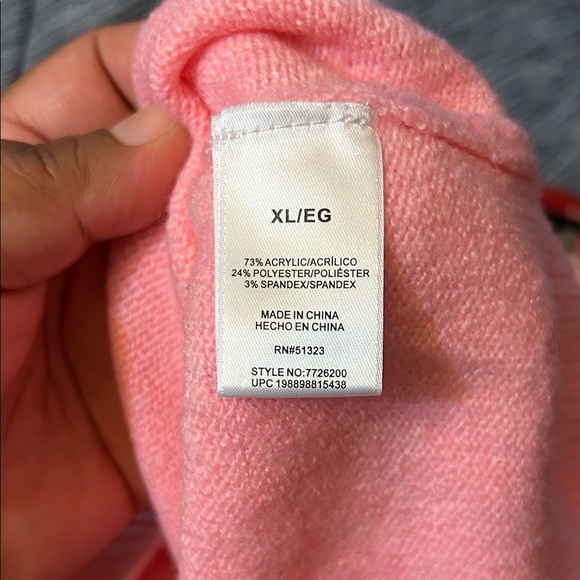 XL/EG
73% ACRYLIC/ACRÍLICO
24% POLYESTER/POLIÉSTER
3% SPANDEX/SPANDEX
MADE IN CHINA
HECHO EN CHINA
RN#51323
STYLE NO:7726200
UPC 198898815438